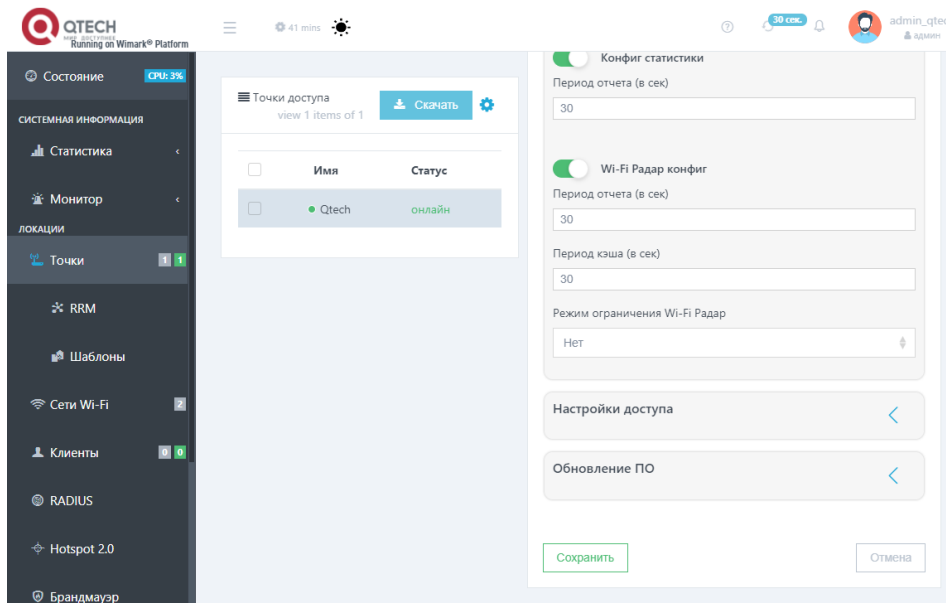 QTECH
МИР ДОСТУПНЕЕ
Running on Wimark® Platform
41 mins
30 сек.
admin_qtec
админ
Состояние
CPU: 3%
СИСТЕМНАЯ ИНФОРМАЦИЯ
Статистика
Монитор
ЛОКАЦИИ
Точки
1 1
RRM
Шаблоны
Сети Wi-Fi
2
Клиенты
0 0
RADIUS
Hotspot 2.0
Брандмауэр
Точки доступа
view 1 items of 1
Скачать
Имя Статус
Qtech онлайн
Конфиг статистики
Период отчета (в сек)
30
Wi-Fi Радар конфиг
Период отчета (в сек)
30
Период кэша (в сек)
30
Режим ограничения Wi-Fi Радар
Нет
Настройки доступа
Обновление ПО
Сохранить
Отмена